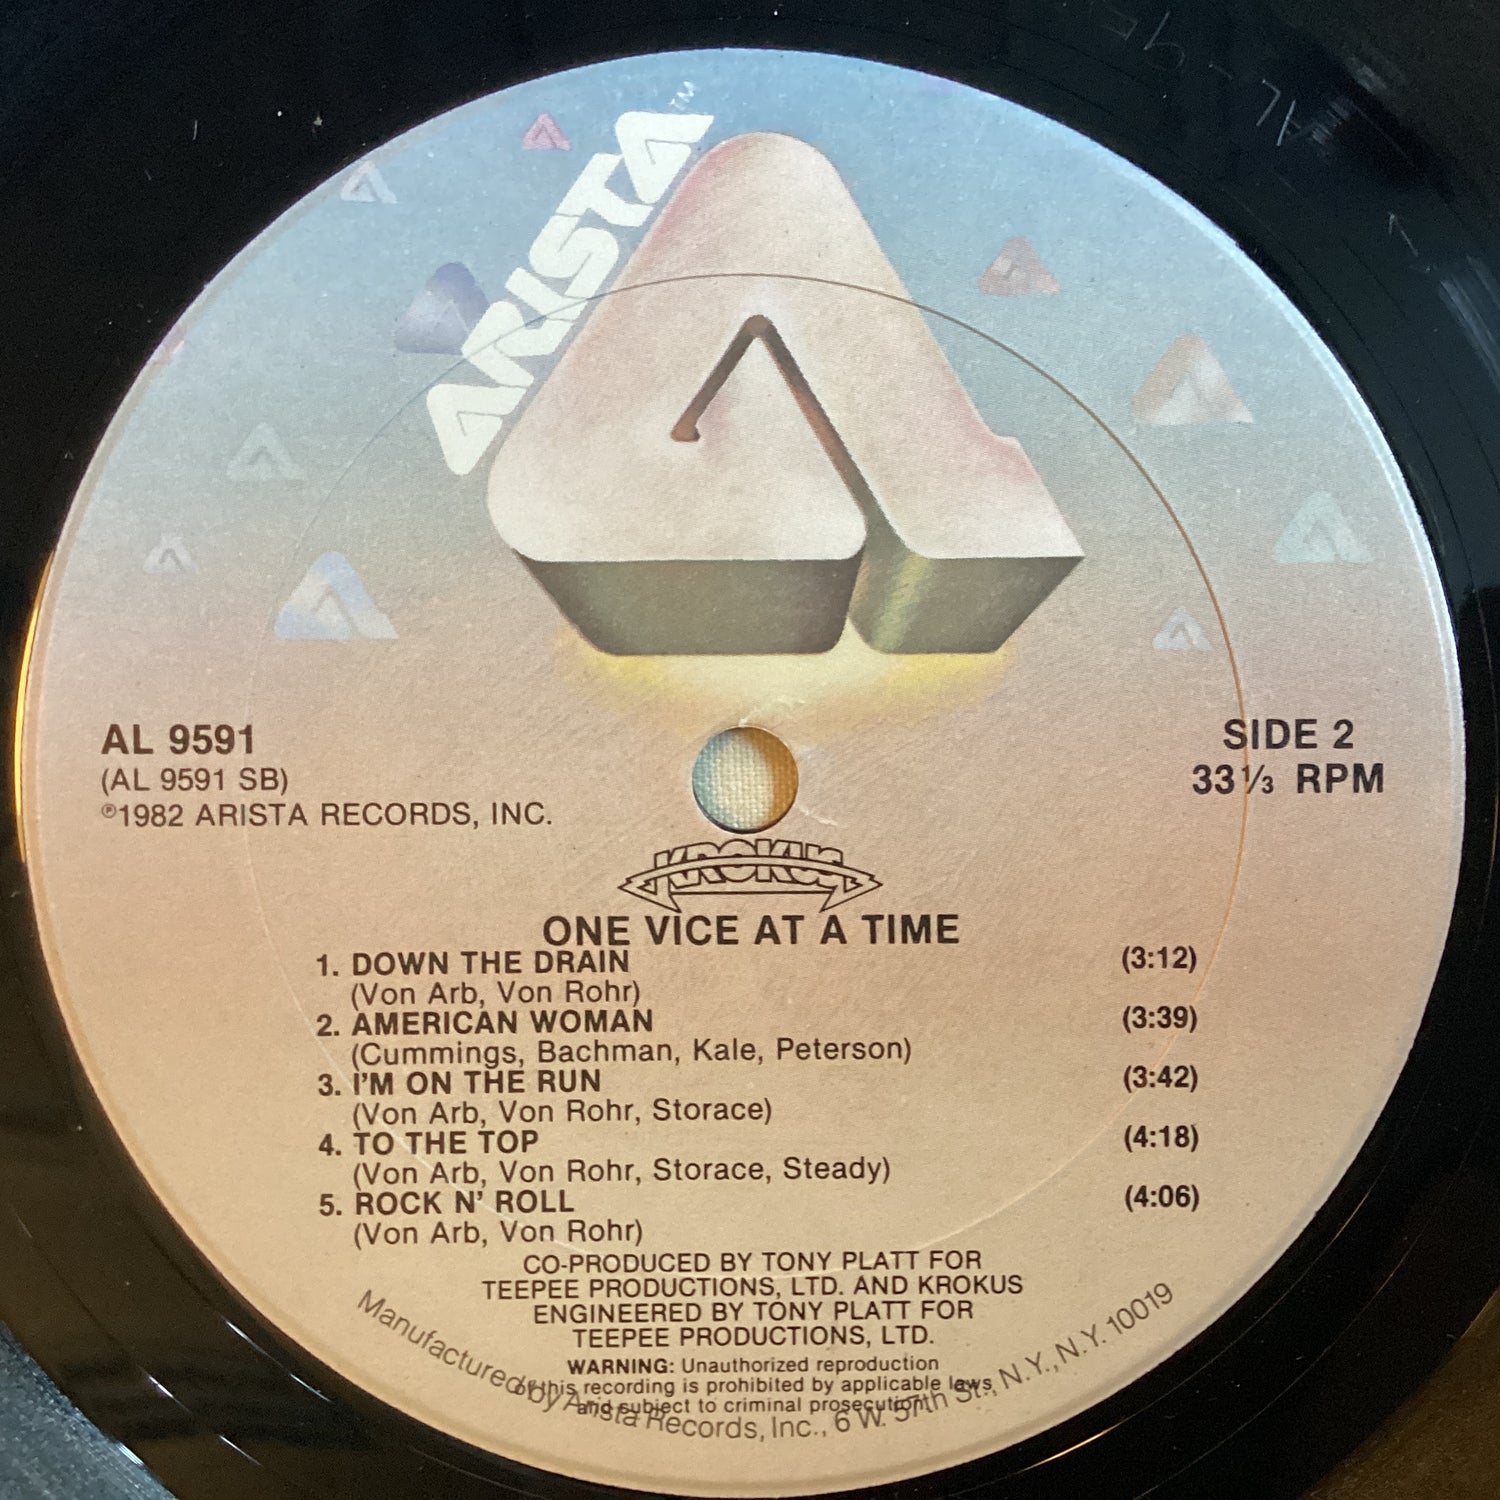 ARISTA™
AL 9591
(AL 9591 SB)
℗1982 ARISTA RECORDS, INC.
SIDE 2
33⅓ RPM
KROKUS
ONE VICE AT A TIME
1. DOWN THE DRAIN (3:12)
(Von Arb, Von Rohr)
2. AMERICAN WOMAN (3:39)
(Cummings, Bachman, Kale, Peterson)
3. I'M ON THE RUN (3:42)
(Von Arb, Von Rohr, Storace)
4. TO THE TOP (4:18)
(Von Arb, Von Rohr, Storace, Steady)
5. ROCK N' ROLL (4:06)
(Von Arb, Von Rohr)
CO-PRODUCED BY TONY PLATT FOR
TEEPEE PRODUCTIONS, LTD. AND KROKUS
ENGINEERED BY TONY PLATT FOR
TEEPEE PRODUCTIONS, LTD.
WARNING: Unauthorized reproduction
of this recording is prohibited by applicable laws
and subject to criminal prosecution.
Manufactured by Arista Records, Inc., 6 W. 57th St., N.Y., N.Y. 10019